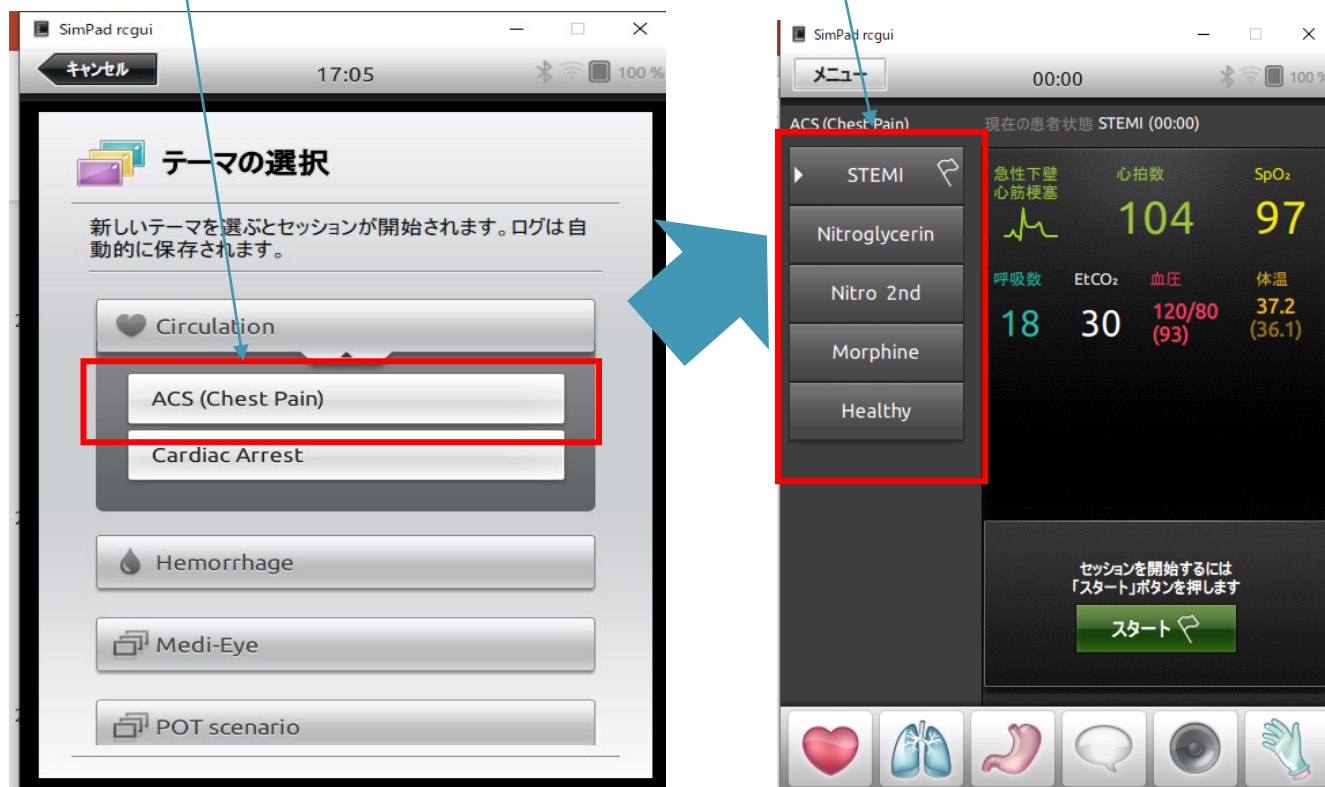 SimPad rcgui
キャンセル
17:05
100 %
テーマの選択
新しいテーマを選ぶとセッションが開始されます。ログは自
動的に保存されます。
Circulation
ACS (Chest Pain)
Cardiac Arrest
Hemorrhage
Medi-Eye
POT scenario
SimPad rcgui
メニュー
00:00
100 %
ACS (Chest Pain)
現在の患者状態 STEMI (00:00)
STEMI
Nitroglycerin
Nitro 2nd
Morphine
Healthy
急性下壁
心筋梗塞
心拍数
SpO₂
104
97
呼吸数
EtCO₂
血圧
体温
18
30
120/80
(93)
37.2
(36.1)
セッションを開始するには
「スタート」ボタンを押します
スタート